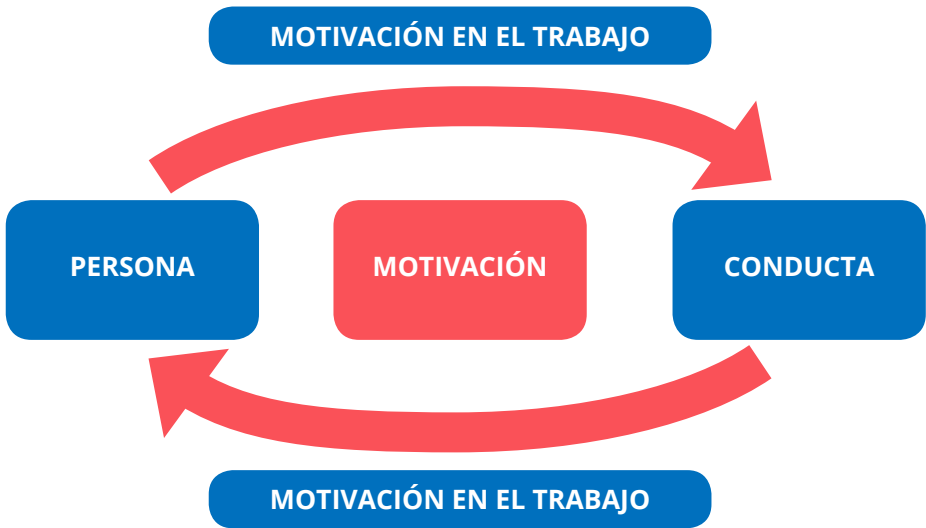 MOTIVACIÓN EN EL TRABAJO
PERSONA
MOTIVACIÓN
CONDUCTA
MOTIVACIÓN EN EL TRABAJO